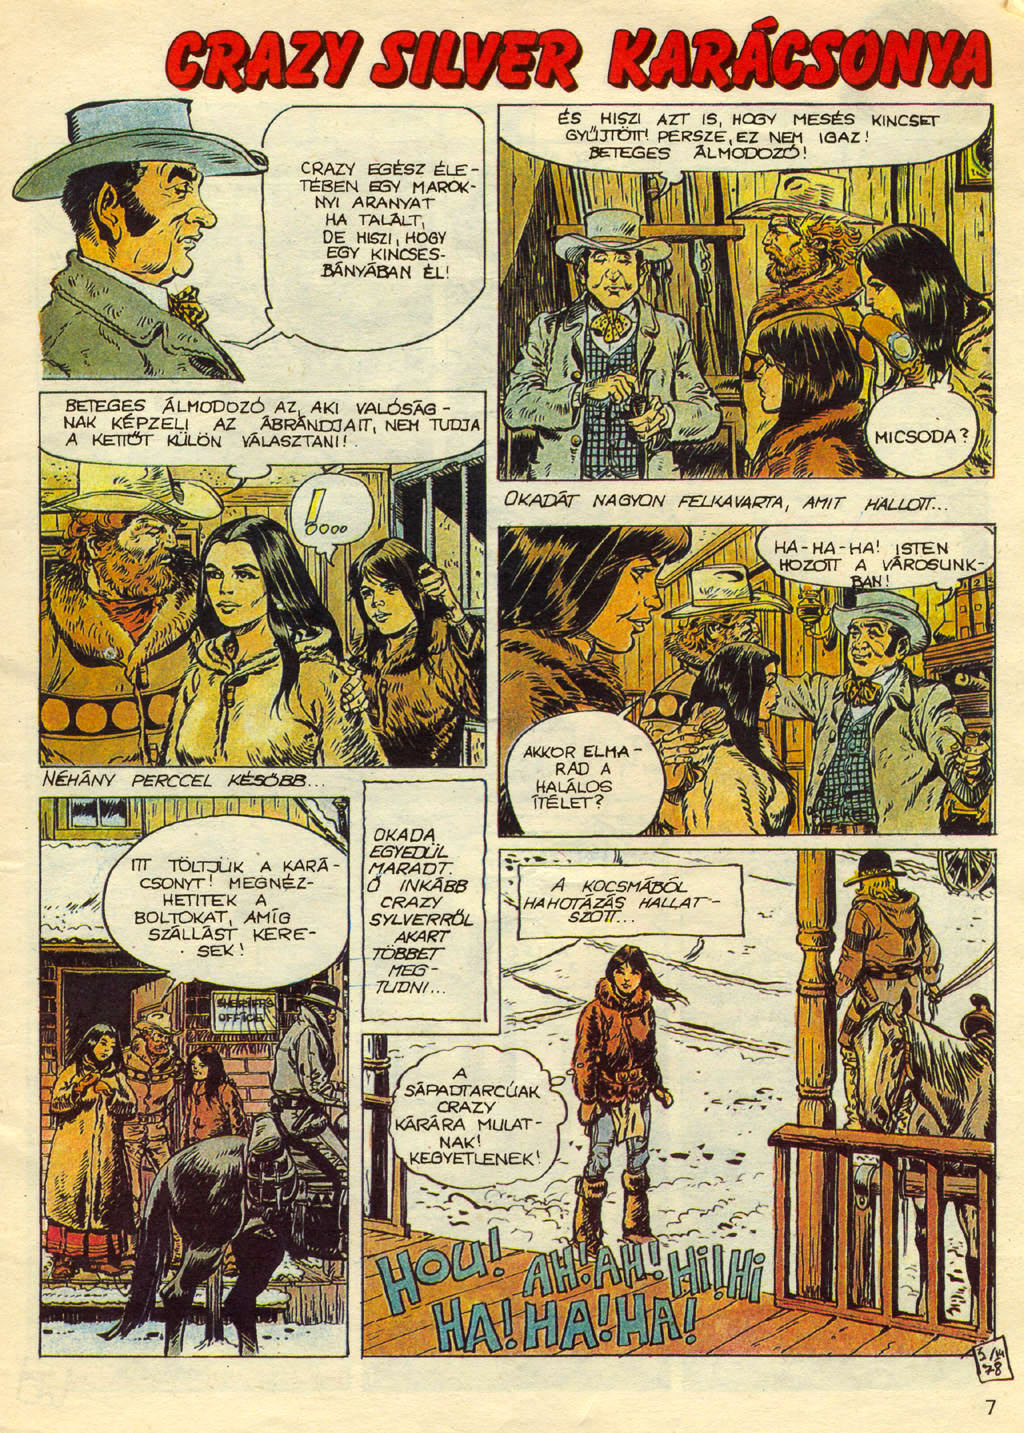 CRAZY SILVER KARÁCSONYA
CRAZY EGÉSZ ÉLE-
TÉBEN EGY MAROK-
NYI ARANYAT
HA TALÁLT,
DE HISZI, HOGY
EGY KINCSES-
BÁNYÁBAN ÉL!
ÉS HISZI AZT IS, HOGY MESÉS KINCSET
GYŰJTÖTT! PERSZE, EZ NEM IGAZ!
BETEGES ÁLMODOZÓ!
MICSODA?
BETEGES ÁLMODOZÓ AZ, AKI VALÓSÁG-
NAK KÉPZELI AZ ÁBRÁNDJAIT, NEM TUDJA
A KETTŐT KÜLÖN VÁLASZTANI!
!...
OKADÁT NAGYON FELKAVARTA, AMIT HALLOTT...
HA-HA-HA! ISTEN
HOZOTT A VÁROSUNK-
BAN!
AKKOR ELMA-
RAD A
HALÁLOS
ÍTÉLET?
NÉHÁNY PERCCEL KÉSŐBB...
ITT TÖLTJÜK A KARÁ-
CSONYT! MEGNÉZ-
HETITEK A
BOLTOKAT, AMÍG
SZÁLLÁST KERE-
SEK!
SHERIFF'S
OFFICE
OKADA
EGYEDÜL
MARADT.
Ő INKÁBB
CRAZY
SYLVERRŐL
AKART
TÖBBET
MEG-
TUDNI...
A KOCSMÁBÓL
HAHOTÁZÁS HALLAT-
SZOTT...
A
SÁPADTARCÚAK
CRAZY
KÁRÁRA MULAT-
NAK!
KEGYETLENEK!
HOU! AH!AH!HI!HI
HA!HA!HA!
78
7